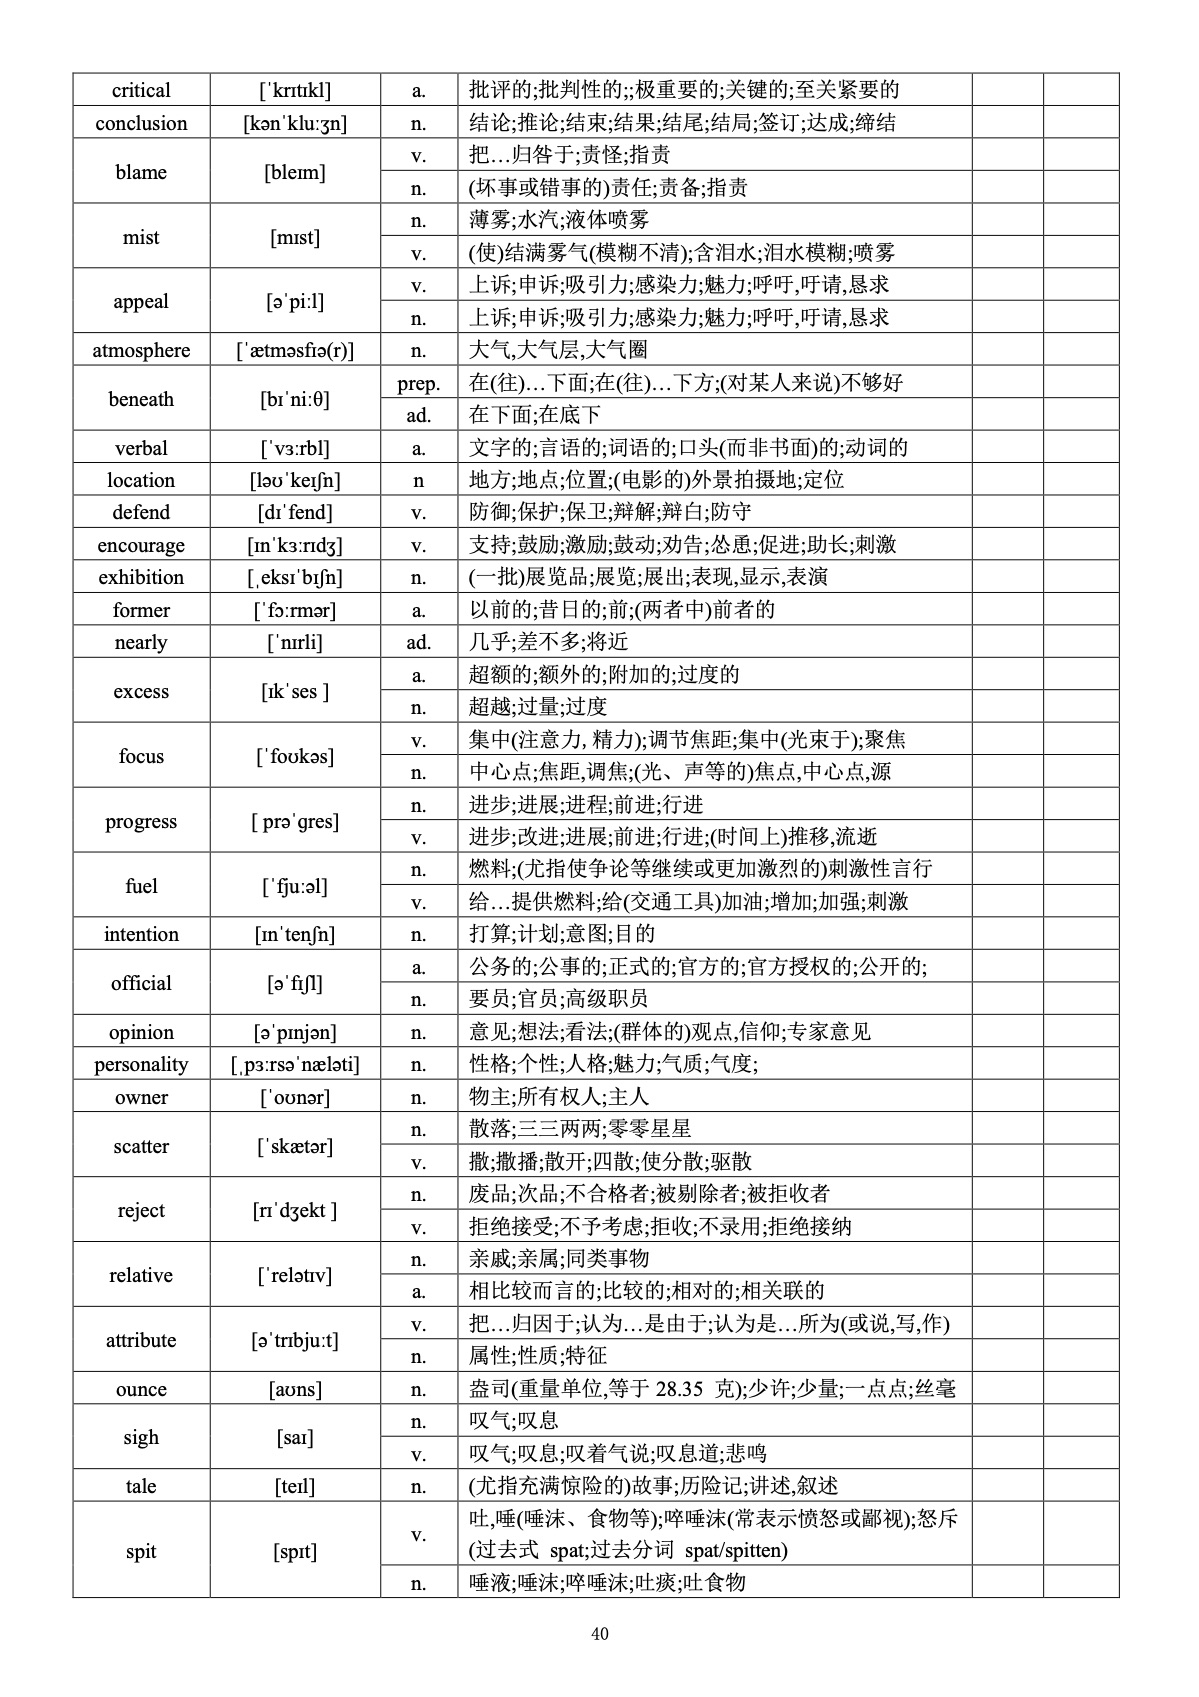 critical [ˈkrɪtɪkl] a. 批评的;批判性的;;极重要的;关键的;至关紧要的
conclusion [kənˈkluːʒn] n. 结论;推论;结束;结果;结尾;结局;签订;达成;缔结
blame [bleɪm] v. 把…归咎于;责怪;指责
n. (坏事或错事的)责任;责备;指责
mist [mɪst] n. 薄雾;水汽;液体喷雾
v. (使)结满雾气(模糊不清);含泪水;泪水模糊;喷雾
appeal [əˈpiːl] v. 上诉;申诉;吸引力;感染力;魅力;呼吁,吁请,恳求
n. 上诉;申诉;吸引力;感染力;魅力;呼吁,吁请,恳求
atmosphere [ˈætməsfɪə(r)] n. 大气,大气层,大气圈
beneath [bɪˈniːθ] prep. 在(往)…下面;在(往)…下方;(对某人来说)不够好
ad. 在下面;在底下
verbal [ˈvɜːrbl] a. 文字的;言语的;词语的;口头(而非书面)的;动词的
location [ləʊˈkeɪʃn] n 地方;地点;位置;(电影的)外景拍摄地;定位
defend [dɪˈfend] v. 防御;保护;保卫;辩解;辩白;防守
encourage [ɪnˈkɜːrɪdʒ] v. 支持;鼓励;激励;鼓动;劝告;怂恿;促进;助长;刺激
exhibition [ˌeksɪˈbɪʃn] n. (一批)展览品;展览;展出;表现,显示,表演
former [ˈfɔːrmər] a. 以前的;昔日的;前;(两者中)前者的
nearly [ˈnɪrli] ad. 几乎;差不多;将近
excess [ɪkˈses ] a. 超额的;额外的;附加的;过度的
n. 超越;过量;过度
focus [ˈfoʊkəs] v. 集中(注意力, 精力);调节焦距;集中(光束于);聚焦
n. 中心点;焦距,调焦;(光、声等的)焦点,中心点,源
progress [ prəˈɡres] n. 进步;进展;进程;前进;行进
v. 进步;改进;进展;前进;行进;(时间上)推移,流逝
fuel [ˈfjuːəl] n. 燃料;(尤指使争论等继续或更加激烈的)刺激性言行
v. 给…提供燃料;给(交通工具)加油;增加;加强;刺激
intention [ɪnˈtenʃn] n. 打算;计划;意图;目的
official [əˈfɪʃl] a. 公务的;公事的;正式的;官方的;官方授权的;公开的;
n. 要员;官员;高级职员
opinion [əˈpɪnjən] n. 意见;想法;看法;(群体的)观点,信仰;专家意见
personality [ˌpɜːrsəˈnæləti] n. 性格;个性;人格;魅力;气质;气度;
owner [ˈoʊnər] n. 物主;所有权人;主人
scatter [ˈskætər] n. 散落;三三两两;零零星星
v. 撒;撒播;散开;四散;使分散;驱散
reject [rɪˈdʒekt ] n. 废品;次品;不合格者;被剔除者;被拒收者
v. 拒绝接受;不予考虑;拒收;不录用;拒绝接纳
relative [ˈrelətɪv] n. 亲戚;亲属;同类事物
a. 相比较而言的;比较的;相对的;相关联的
attribute [əˈtrɪbjuːt] v. 把…归因于;认为…是由于;认为是…所为(或说,写,作)
n. 属性;性质;特征
ounce [aʊns] n. 盎司(重量单位,等于 28.35 克);少许;少量;一点点;丝毫
sigh [saɪ] n. 叹气;叹息
v. 叹气;叹息;叹着气说;叹息道;悲鸣
tale [teɪl] n. (尤指充满惊险的)故事;历险记;讲述,叙述
spit [spɪt] v. 吐,唾(唾沫、食物等);啐唾沫(常表示愤怒或鄙视);怒斥
(过去式 spat;过去分词 spat/spitten)
n. 唾液;唾沫;啐唾沫;吐痰;吐食物
40